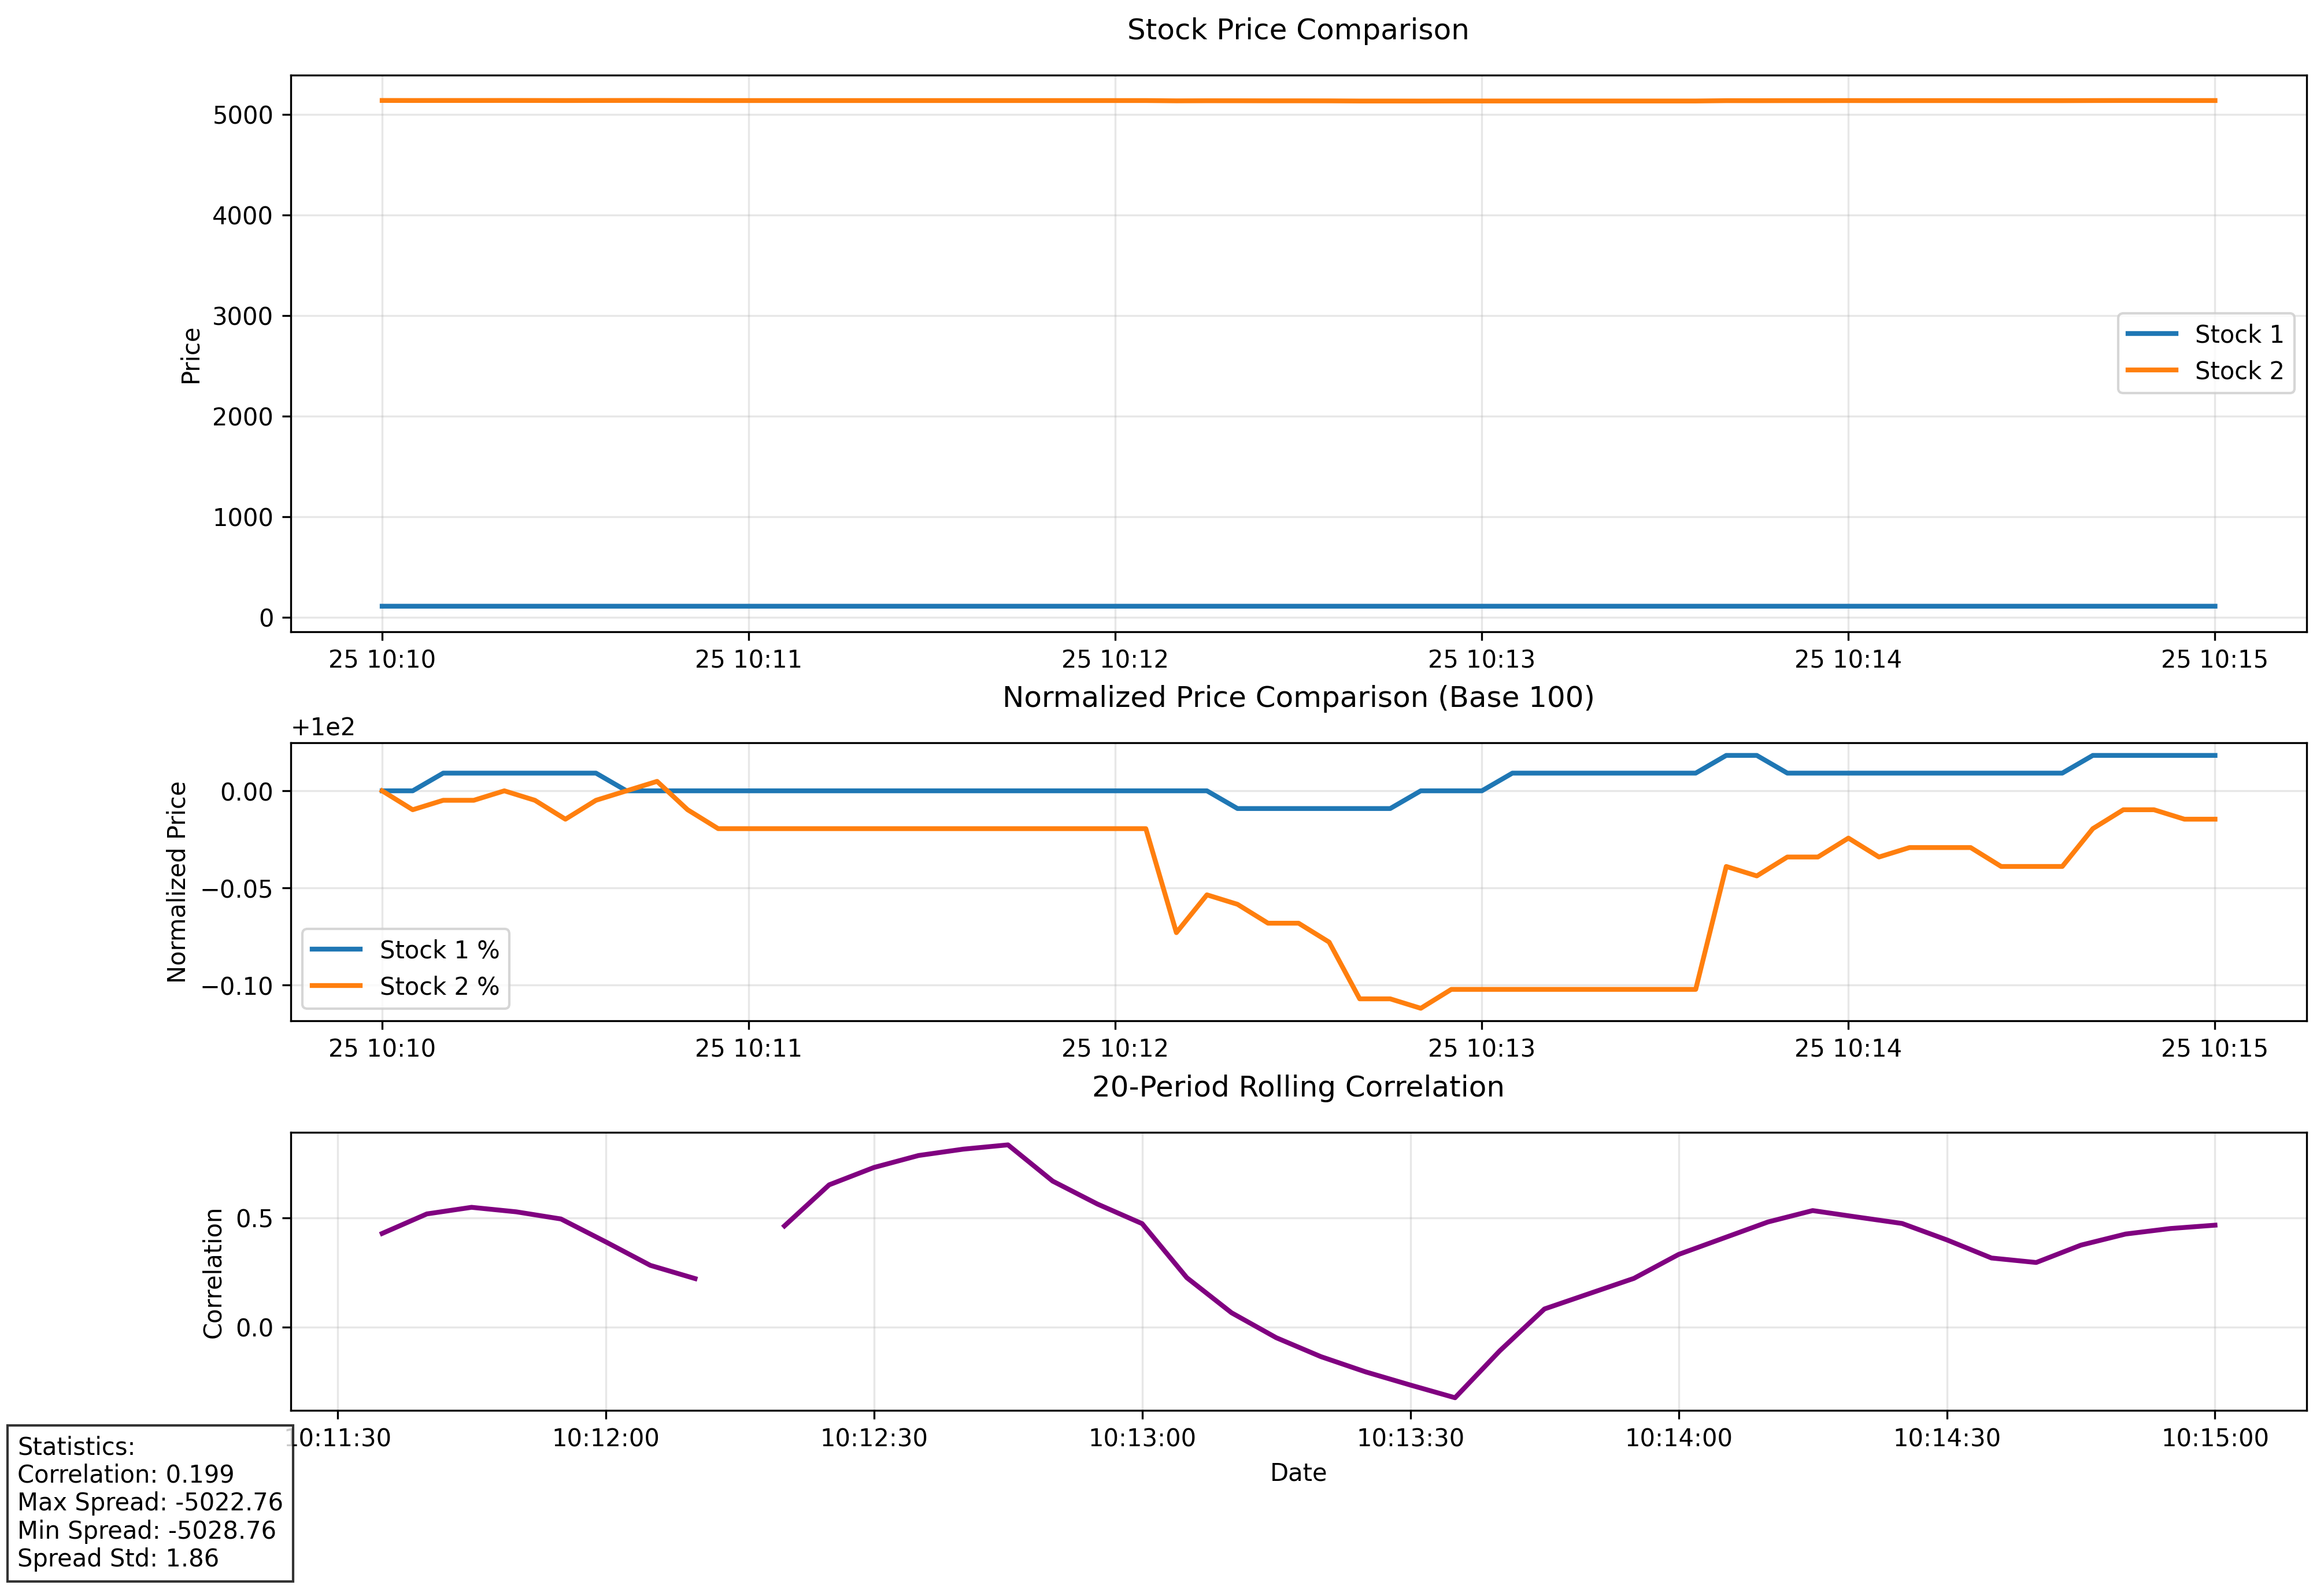 Stock Price Comparison
5000
4000
3000
2000
1000
0
Price
Stock 1
Stock 2
25 10:10 25 10:11 25 10:12 25 10:13 25 10:14 25 10:15
Normalized Price Comparison (Base 100)
+1e2
0.00
−0.05
−0.10
Normalized Price
Stock 1 %
Stock 2 %
25 10:10 25 10:11 25 10:12 25 10:13 25 10:14 25 10:15
20-Period Rolling Correlation
0.5
0.0
Correlation
10:11:30 10:12:00 10:12:30 10:13:00 10:13:30 10:14:00 10:14:30 10:15:00
Date
Statistics:
Correlation: 0.199
Max Spread: -5022.76
Min Spread: -5028.76
Spread Std: 1.86